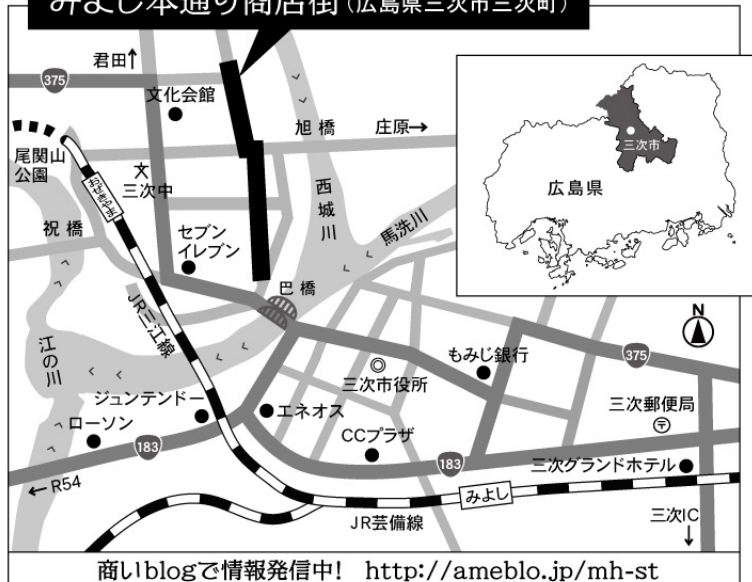 みよし本通り商店街(広島県三次市三次町)
君田↑
375
文化会館
旭橋
庄原→
尾関山
公園
文
三次中
おぜきやま
西城川
馬洗川
祝橋
セブン
イレブン
巴橋
JR三江線
江の川
三次市
広島県
N
もみじ銀行
375
三次市役所
ジュンテンドー
エネオス
三次郵便局
〒
ローソン
CCプラザ
183
183
三次グランドホテル
←R54
みよし
JR芸備線
三次IC
↓
商いblogで情報発信中! http://ameblo.jp/mh-st